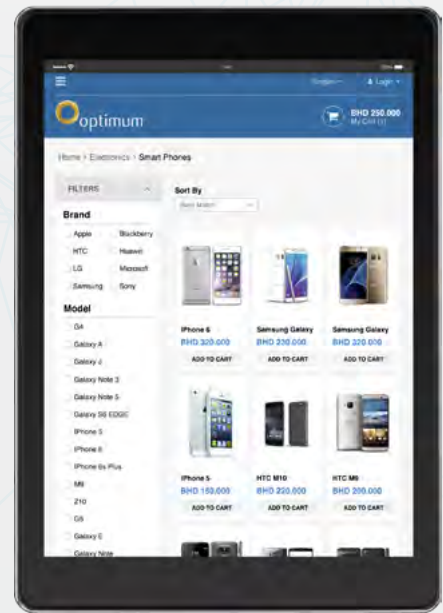 Login
optimum
BHD 250.000
My Cart
Home > Electronics > Smart Phones
FILTERS
Sort By
Best Match
Brand
Apple Blackberry
HTC Huawei
LG Microsoft
Samsung Sony
Model
G4
Galaxy A
Galaxy J
Galaxy Note 3
Galaxy Note 5
Galaxy S6 EDGE
iPhone 5
iPhone 6
iPhone 6s Plus
M9
Z10
G5
Galaxy E
Galaxy Note
iPhone 6 Samsung Galaxy Samsung Galaxy
BHD 320.000 BHD 230.000 BHD 320.000
ADD TO CART ADD TO CART ADD TO CART
iPhone 5 HTC M10 HTC M9
BHD 150.000 BHD 220.000 BHD 200.000
ADD TO CART ADD TO CART ADD TO CART